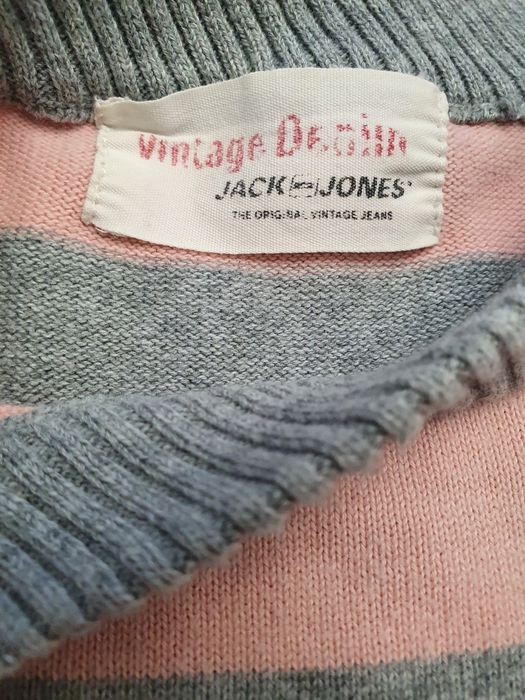 Vintage Denim
JACK JONES
THE ORIGINAL VINTAGE JEANS